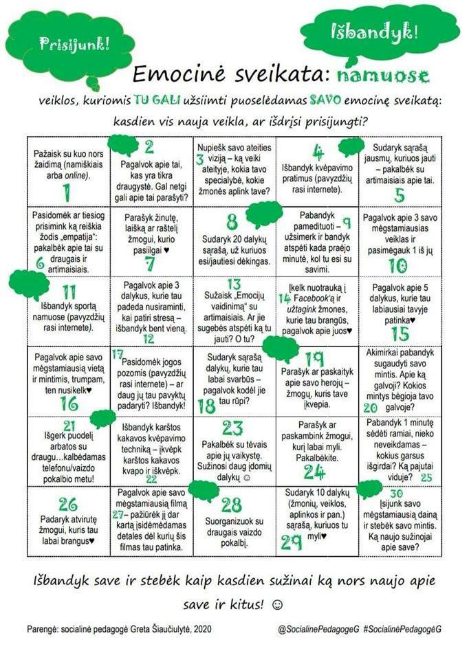 Prisijunk!
Išbandyk!
Emocinė sveikata: namuose
veiklos, kuriomis TU GALI užsiimti puoselėdamas SAVO emocinę sveikatą:
kasdien vis nauja veikla, ar išdrįsi prisijungti?
Pažaisk su kuo nors
žaidimą (namiškiais
arba online).
1
2
Pagalvok apie tai,
kas yra tikra
draugystė. Gal netgi
gali apie tai parašyti?
Nupiešk savo ateities
3 viziją – ką veiki
ateityje, kokia tavo
specialybė, kokie
žmonės aplink tave?
4
Išbandyk kvėpavimo
pratimus (pavyzdžių
rasi internete).
Sudaryk sąrašą
jausmų, kuriuos jauti
– pakalbėk su
artimaisiais apie tai.
5
Pasidomėk ar tiesiog
prisimink ką reiškia
žodis „empatija“:
pakalbėk apie tai su
6 draugais ir
artimaisiais.
Parašyk žinutę,
laišką ar raštelį
žmogui, kurio
pasiilgai ♥
7
8
Sudaryk 20 dalykų
sąrašą, už kuriuos
esi/jautiesi dėkingas.
Pabandyk
pamedituoti – 9
užsimerk ir bandyk
atspėti kada praėjo
minutė, kol tu esi su
savimi.
Pagalvok apie 3 savo
mėgstamiausias
veiklas ir
pasimėgauk 1 iš jų
10
11
Išbandyk sportą
namuose (pavyzdžių
rasi internete).
Pagalvok apie 3
dalykus, kurie tau
padeda nusiraminti,
kai patiri stresą –
išbandyk bent vieną.
12
13
Sužaisk „Emocijų
vaidinimą“ su
artimaisiais. Ar jie
sugebės atspėti ką tu
jauti? O tu?
Įkelk nuotrauką į
14 Facebook'ą ir
užtagink žmones,
kurie tau brangūs,
pagalvok apie juos♥
Pagalvok apie 5
dalykus, kurie tau
labiausiai tavyje
patinka♥
15
Pagalvok apie savo
mėgstamiausią vietą
ir mintimis, trumpam,
ten nusikelk♥
16
17
Pasidomėk jogos
pozomis (pavyzdžių
rasi internete) – ar
daug jų tau pavyktų
padaryti? Išbandyk!
Sudaryk sąrašą
dalykų, kurie tau
labai svarbūs –
pagalvok kodėl jie
18 tau rūpi?
19
Parašyk ar paskaityk
apie savo herojų –
žmogų, kuris tave
įkvepia.
Akimirkai pabandyk
sugaudyti savo
mintis. Apie ką
galvoji? Kokios
mintys bėgioja tavo
20 galvoje?
21
Išgerk puodelį
arbatos su
draugu...kalbėdamas
telefonu/vaizdo
pokalbio metu!
Išbandyk karštos
kakavos kvėpavimo
techniką – įkvėpk
karštos kakavos
kvapo ir iškvėpk.
22
23
Pakalbėk su tėvais
apie jų vaikystę.
Sužinosi daug įdomių
dalykų ☺
Parašyk ar
paskambink žmogui,
kurį labai myli.
Pakalbėkite.
24
Pabandyk 1 minutę
sėdėti ramiai, nieko
neveikdamas –
kokius garsus
išgirdai? Ką pajutai
viduje? 25
26
Padaryk atvirutę
žmogui, kuris tau
labai brangus♥
Pagalvok apie savo
mėgstamiausią filmą
27– pažiūrėk jį dar
kartą įsidėmėdamas
detales dėl kurių šis
filmas tau patinka.
28
Suorganizuok su
draugais vaizdo
pokalbį.
Sudaryk 10 dalykų
(žmonių, veiklos,
aplinkos ir pan.)
sąrašą, kuriuos tu
29 myli♥
30
Įsijunk savo
mėgstamiausią dainą
ir stebėk savo mintis.
Ką naujo sužinojai
apie save?
Išbandyk save ir stebėk kaip kasdien sužinai ką nors naujo apie
save ir kitus! ☺
Parengė: socialinė pedagogė Greta Šiaučiulytė, 2020
@SocialinePedagogeG #SocialinėPedagogėG